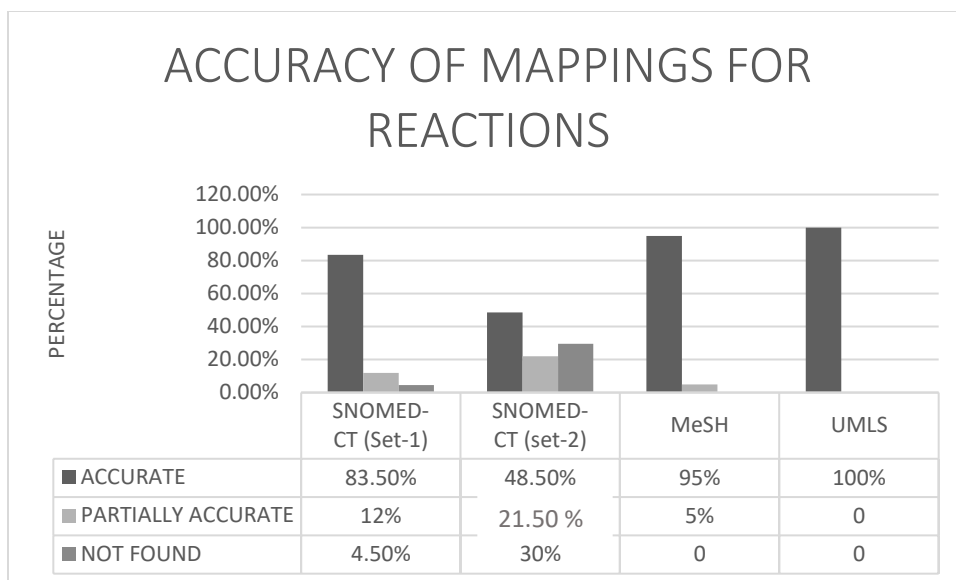 ACCURACY OF MAPPINGS FOR
REACTIONS
PERCENTAGE
120.00%
100.00%
80.00%
60.00%
40.00%
20.00%
0.00%
SNOMED-
CT (Set-1)
SNOMED-
CT (set-2)
MeSH
UMLS
ACCURATE 83.50% 48.50% 95% 100%
PARTIALLY ACCURATE 12% 21.50 % 5% 0
NOT FOUND 4.50% 30% 0 0